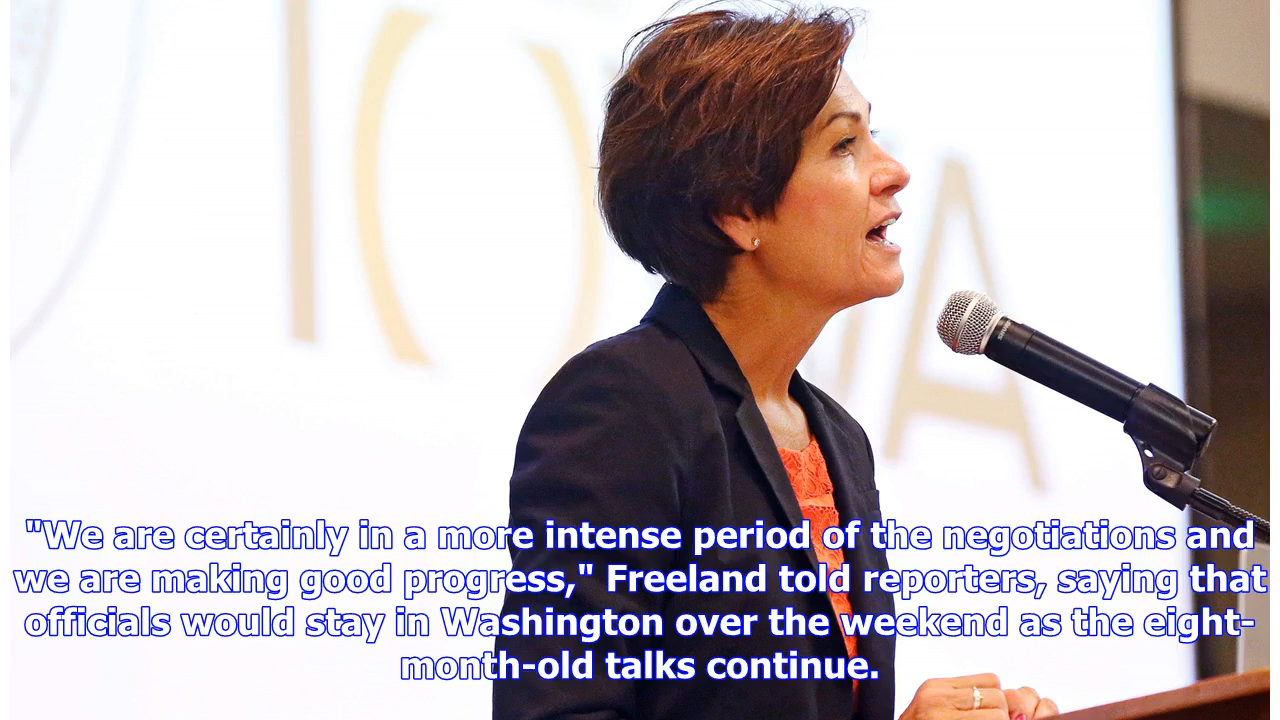 IOWA
"We are certainly in a more intense period of the negotiations and
we are making good progress," Freeland told reporters, saying that
officials would stay in Washington over the weekend as the eight-
month-old talks continue.